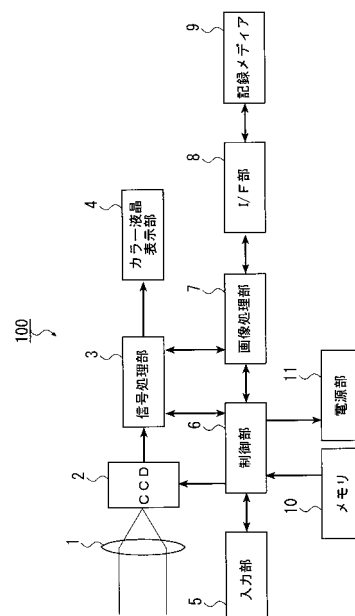 100
1
2
CCD
3
信号処理部
4
カラー液晶
表示部
5
入力部
6
制御部
7
画像処理部
8
I/F部
9
記録メディア
10
メモリ
11
電源部